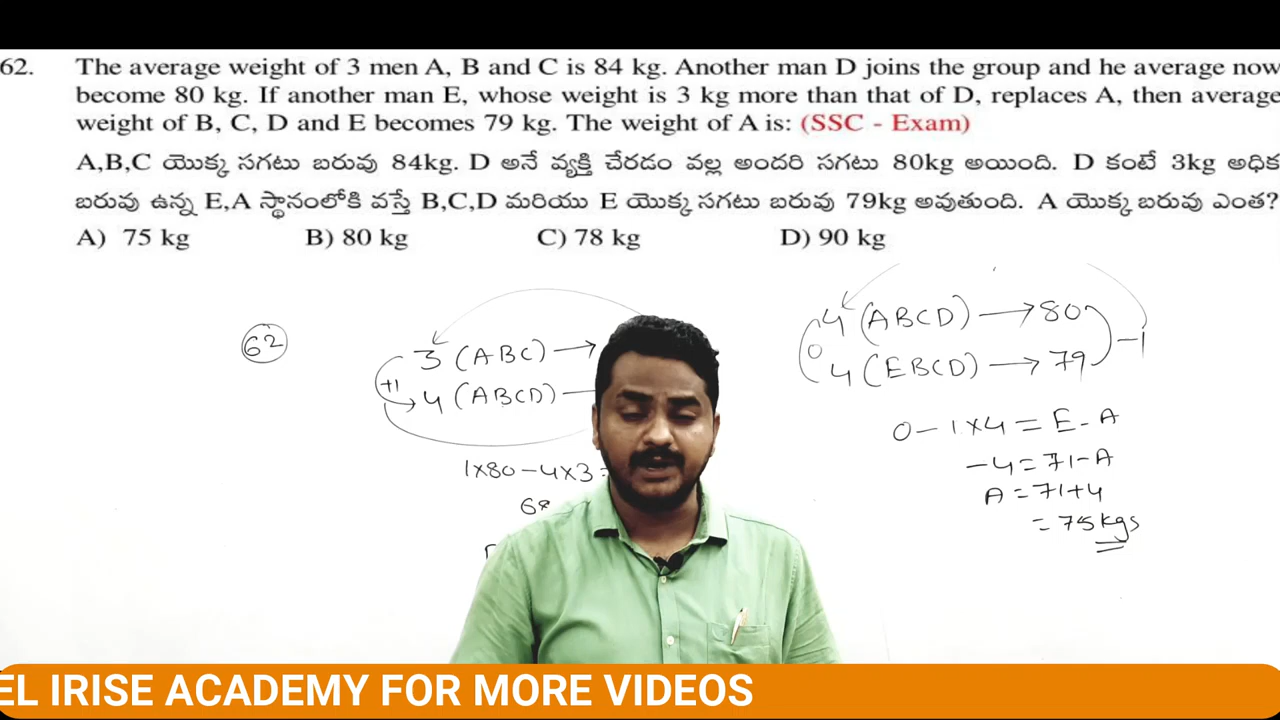 62. The average weight of 3 men A, B and C is 84 kg. Another man D joins the group and he average now
become 80 kg. If another man E, whose weight is 3 kg more than that of D, replaces A, then average
weight of B, C, D and E becomes 79 kg. The weight of A is: (SSC - Exam)
A,B,C యొక్క సగటు బరువు 84kg. D అనే వ్యక్తి చేరడం వల్ల అందరి సగటు 80kg అయింది. D కంటే 3kg అధిక
బరువు ఉన్న E,A స్థానంలోకి వస్తే B,C,D మరియు E యొక్క సగటు బరువు 79kg అవుతుంది. A యొక్క బరువు ఎంత?
A) 75 kg B) 80 kg C) 78 kg D) 90 kg
62
3 (ABC) →
+1
4 (ABCD)
1x80 - 4x3 =
68
4 (ABCD) → 80
0
-1
4 (EBCD) → 79
0 - 1x4 = E - A
-4 = 71 - A
A = 71+4
= 75kgs
EL IRISE ACADEMY FOR MORE VIDEOS